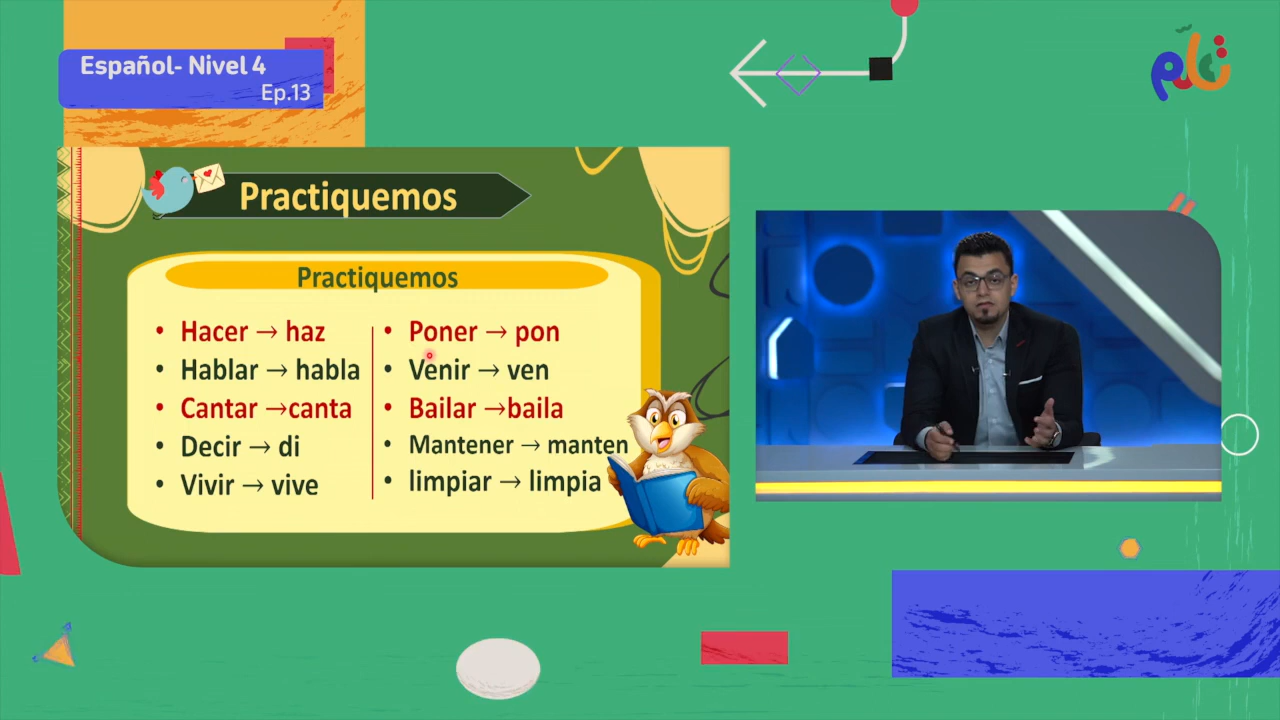 Español- Nivel 4
Ep.13
نتعلم
Practiquemos
Practiquemos
• Hacer → haz
• Hablar → habla
• Cantar →canta
• Decir → di
• Vivir → vive
• Poner → pon
• Venir → ven
• Bailar →baila
• Mantener → manten
• limpiar → limpia